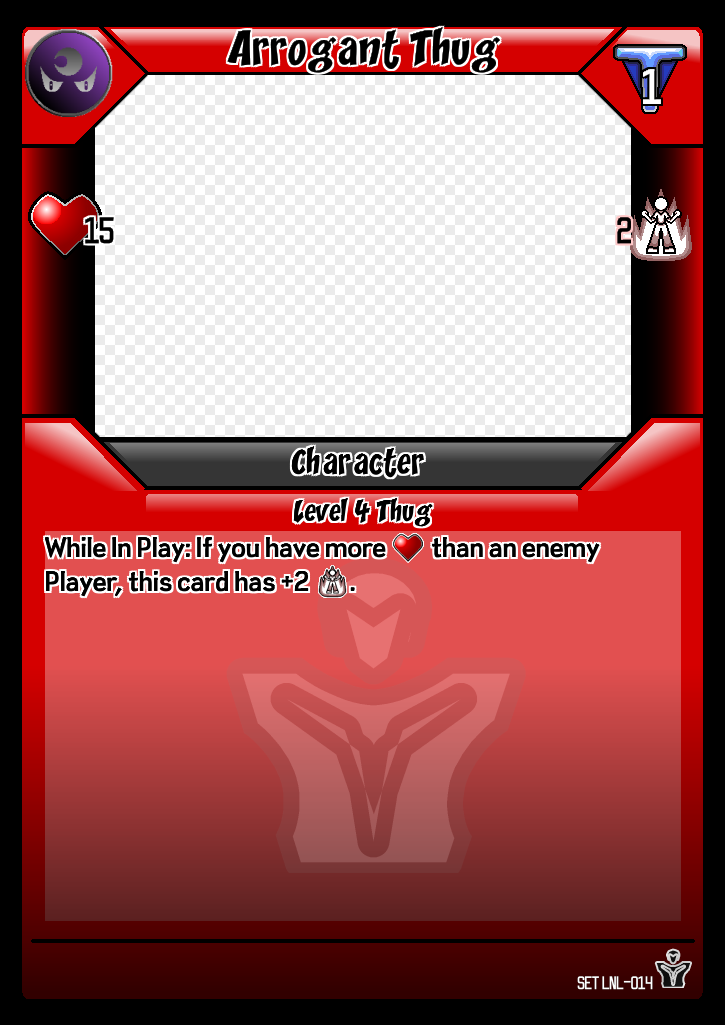 Arrogant Thug
1
15
2
Character
Level 4 Thug
While In Play: If you have more than an enemy
Player, this card has +2 .
SET LNL-014